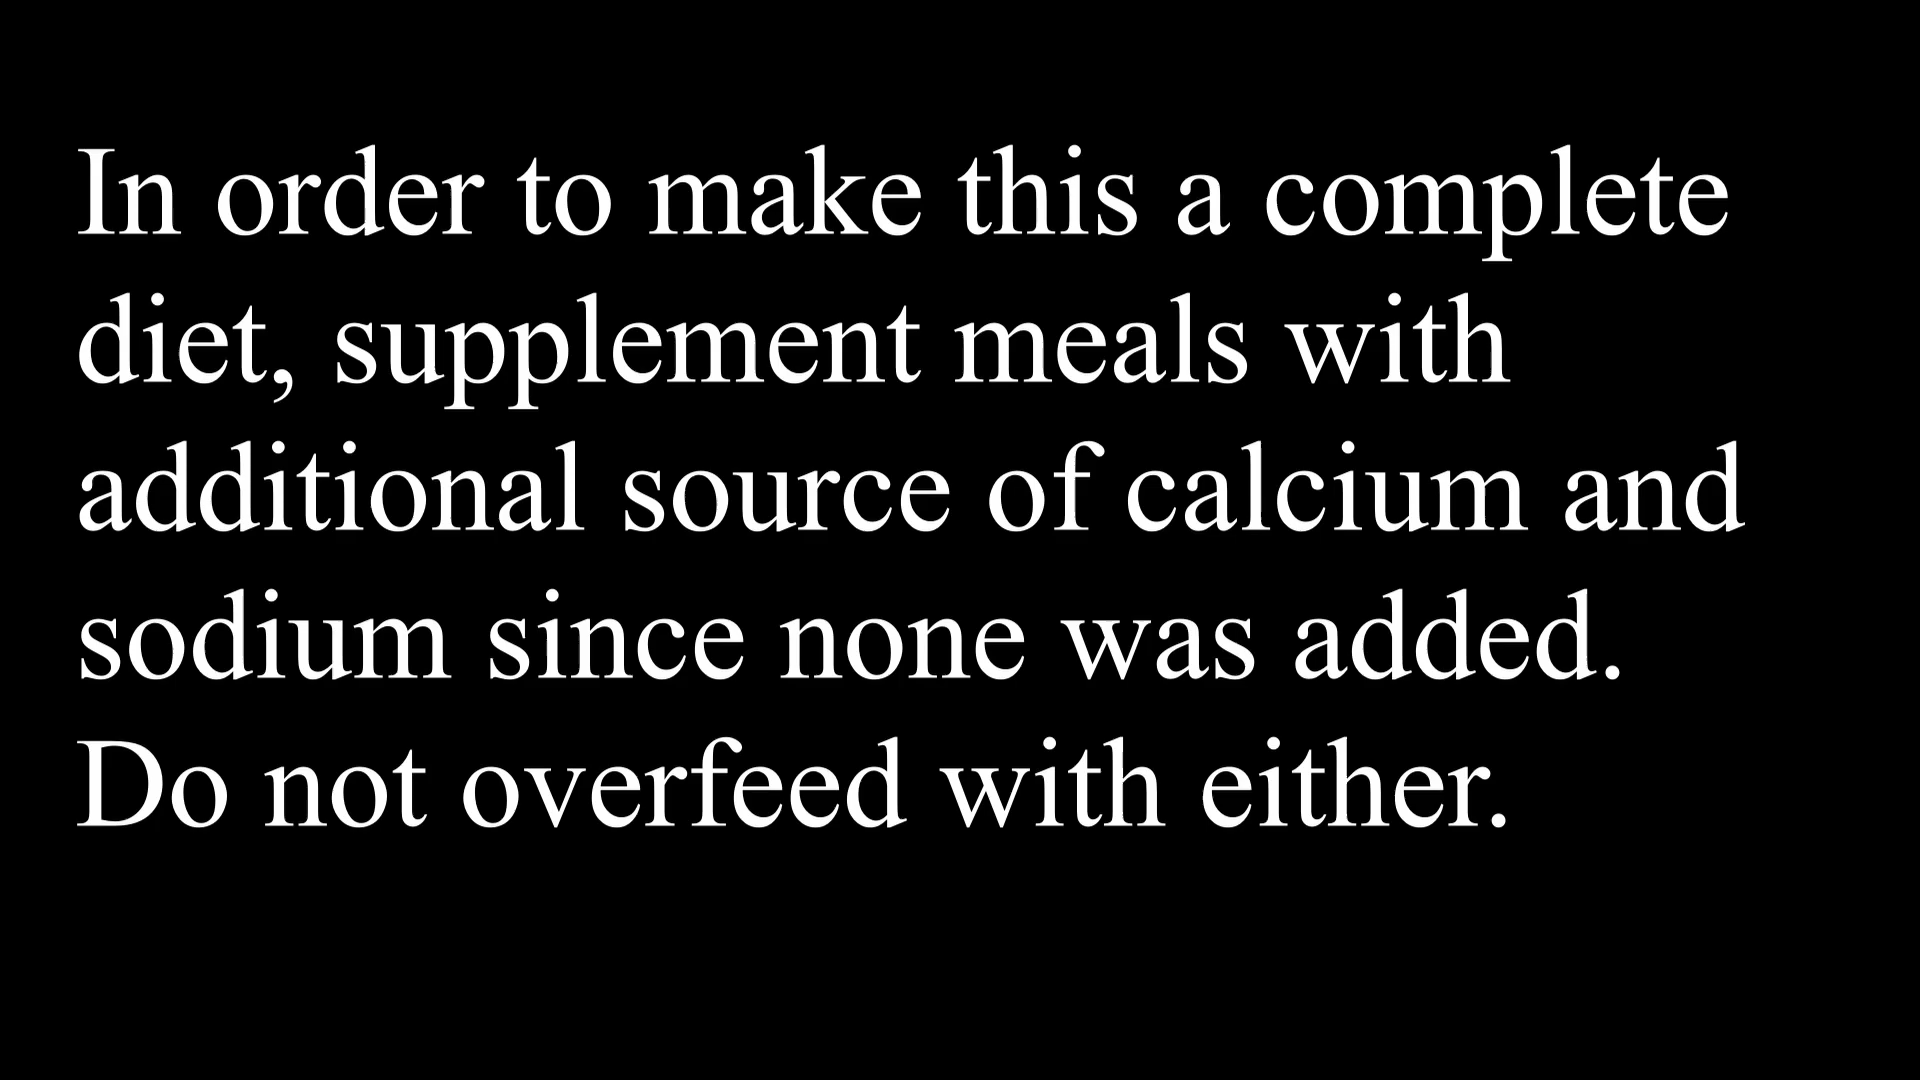 In order to make this a complete
diet, supplement meals with
additional source of calcium and
sodium since none was added.
Do not overfeed with either.